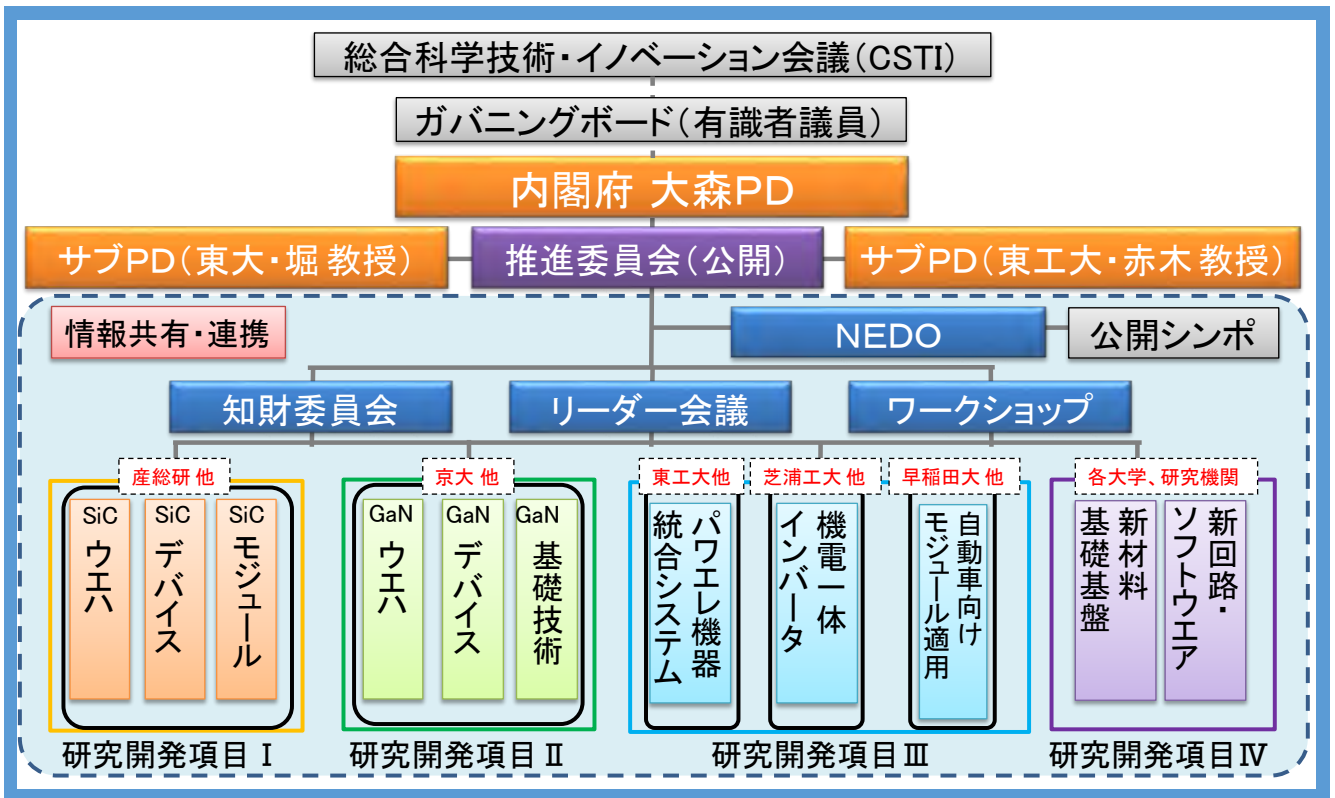 総合科学技術・イノベーション会議（CSTI）
ガバニングボード（有識者議員）
内閣府 大森PD
サブPD（東大・堀 教授）
推進委員会（公開）
サブPD（東工大・赤木 教授）
情報共有・連携
NEDO
公開シンポ
知財委員会
リーダー会議
ワークショップ
産総研 他
SiC
ウエハ
SiC
デバイス
SiC
モジュール
研究開発項目 Ⅰ
京大 他
GaN
ウエハ
GaN
デバイス
GaN
基礎技術
研究開発項目 Ⅱ
東工大他
パワエレ機器
統合システム
芝浦工大 他
機電一体
インバータ
早稲田大 他
自動車向け
モジュール適用
研究開発項目Ⅲ
各大学、研究機関
新材料
基礎基盤
新回路・
ソフトウエア
研究開発項目Ⅳ